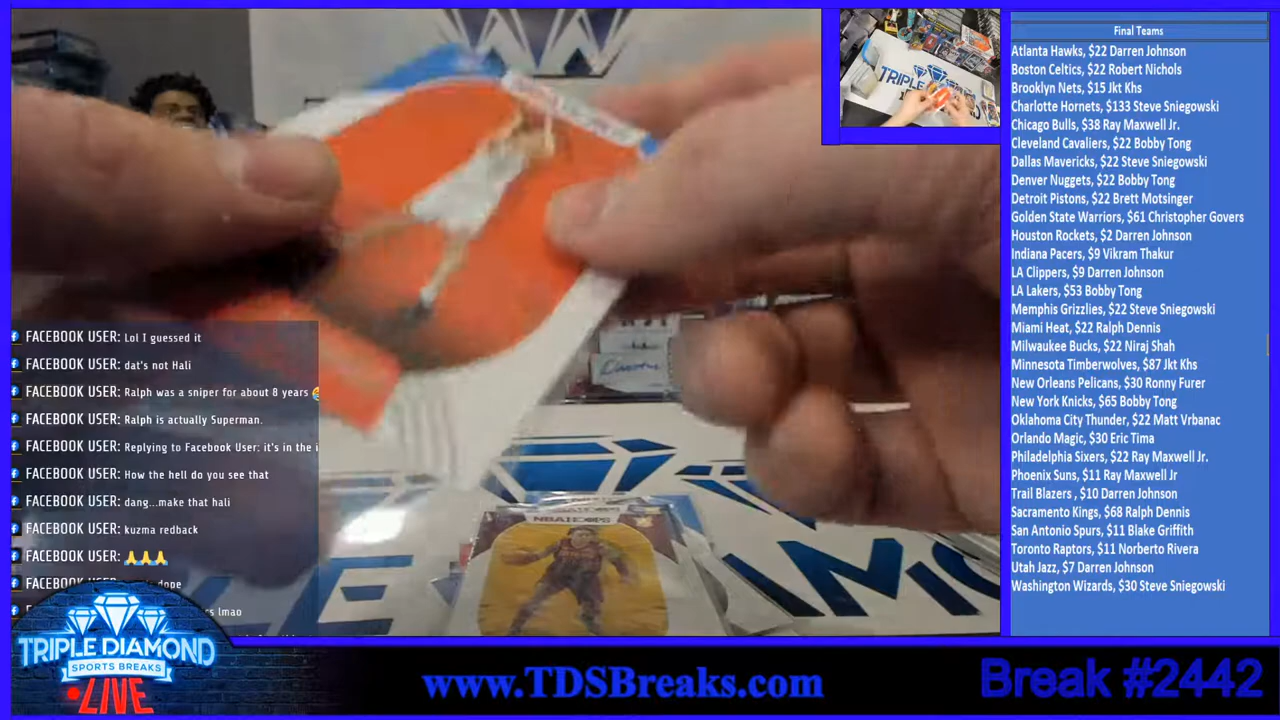 Final Teams
Atlanta Hawks, $22 Darren Johnson
Boston Celtics, $22 Robert Nichols
Brooklyn Nets, $15 Jkt Khs
Charlotte Hornets, $133 Steve Sniegowski
Chicago Bulls, $38 Ray Maxwell Jr.
Cleveland Cavaliers, $22 Bobby Tong
Dallas Mavericks, $22 Steve Sniegowski
Denver Nuggets, $22 Bobby Tong
Detroit Pistons, $22 Brett Motsinger
Golden State Warriors, $61 Christopher Govers
Houston Rockets, $2 Darren Johnson
Indiana Pacers, $9 Vikram Thakur
LA Clippers, $9 Darren Johnson
LA Lakers, $53 Bobby Tong
Memphis Grizzlies, $22 Steve Sniegowski
Miami Heat, $22 Ralph Dennis
Milwaukee Bucks, $22 Niraj Shah
Minnesota Timberwolves, $87 Jkt Khs
New Orleans Pelicans, $30 Ronny Furer
New York Knicks, $65 Bobby Tong
Oklahoma City Thunder, $22 Matt Vrbanac
Orlando Magic, $30 Eric Tima
Philadelphia Sixers, $22 Ray Maxwell Jr.
Phoenix Suns, $11 Ray Maxwell Jr
Trail Blazers , $10 Darren Johnson
Sacramento Kings, $68 Ralph Dennis
San Antonio Spurs, $11 Blake Griffith
Toronto Raptors, $11 Norberto Rivera
Utah Jazz, $7 Darren Johnson
Washington Wizards, $30 Steve Sniegowski
FACEBOOK USER: Lol I guessed it
FACEBOOK USER: dat's not Hali
FACEBOOK USER: Ralph was a sniper for about 8 years
FACEBOOK USER: Ralph is actually Superman.
FACEBOOK USER: Replying to Facebook User: it's in the i
FACEBOOK USER: How the hell do you see that
FACEBOOK USER: dang...make that hali
FACEBOOK USER: kuzma redback
FACEBOOK USER: 🙏🙏🙏
FACEBOOK dope
lmao
NBA HOOPS
TRIPLE DIAMOND
SPORTS BREAKS
LIVE
www.TDSBreaks.com
Break #2442